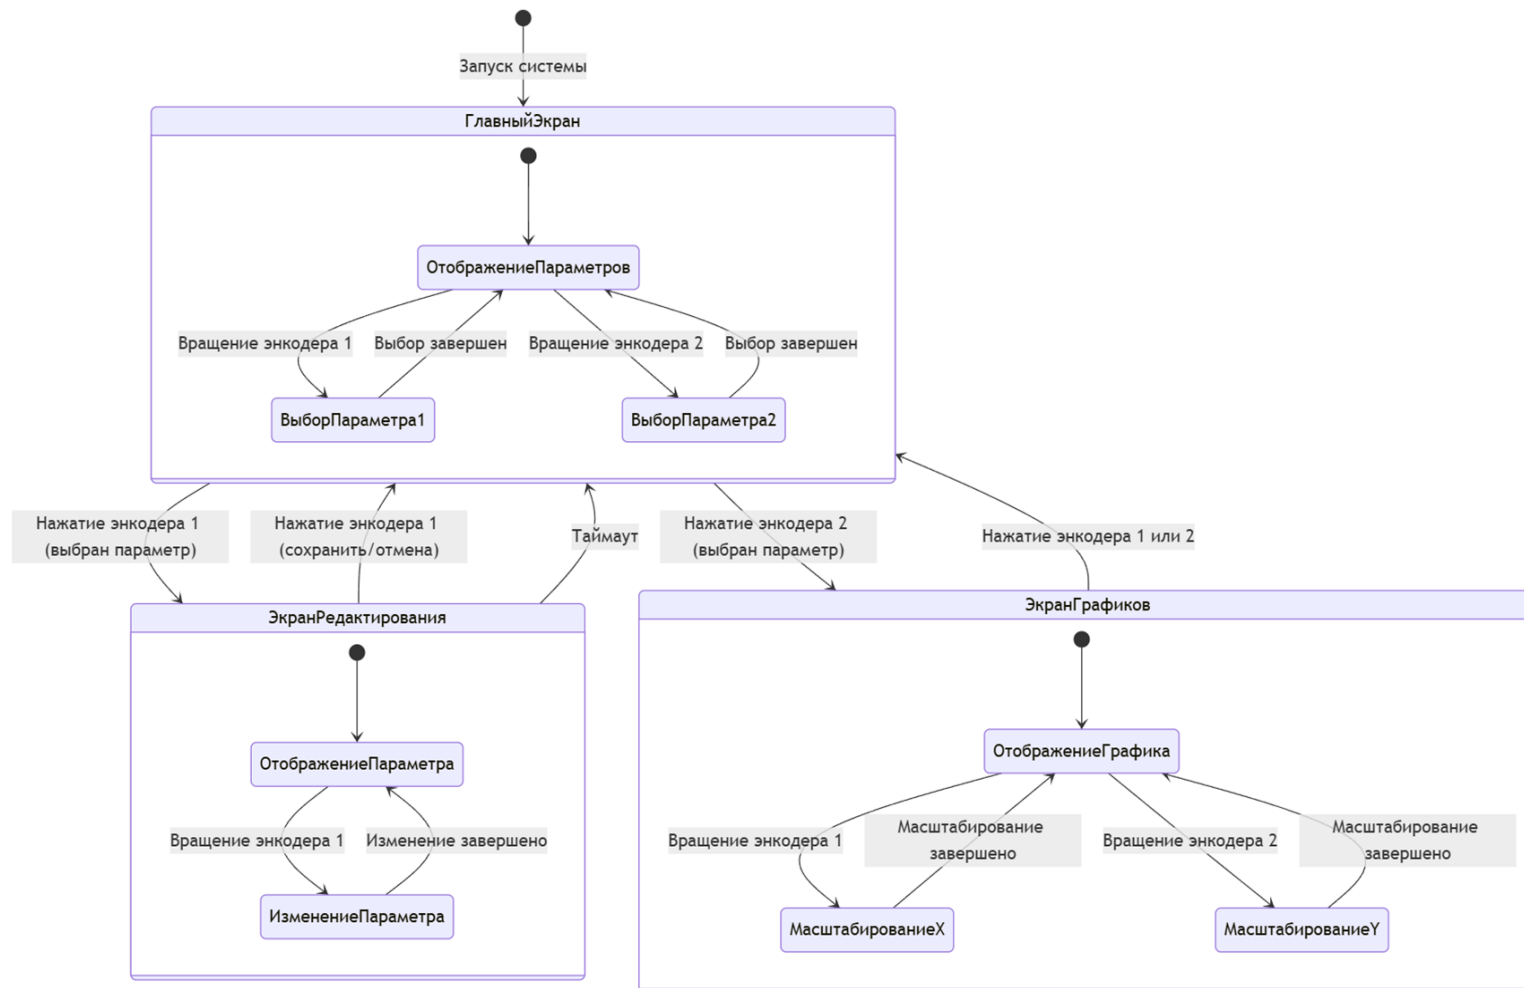 Запуск системы
ГлавныйЭкран
ОтображениеПараметров
Вращение энкодера 1
Выбор завершен
Вращение энкодера 2
Выбор завершен
ВыборПараметра1
ВыборПараметра2
Нажатие энкодера 1
(выбран параметр)
Нажатие энкодера 1
(сохранить/отмена)
Таймаут
Нажатие энкодера 2
(выбран параметр)
Нажатие энкодера 1 или 2
ЭкранРедактирования
ОтображениеПараметра
Вращение энкодера 1
Изменение завершено
ИзменениеПараметра
ЭкранГрафиков
ОтображениеГрафика
Вращение энкодера 1
Масштабирование
завершено
Вращение энкодера 2
Масштабирование
завершено
МасштабированиеX
МасштабированиеY